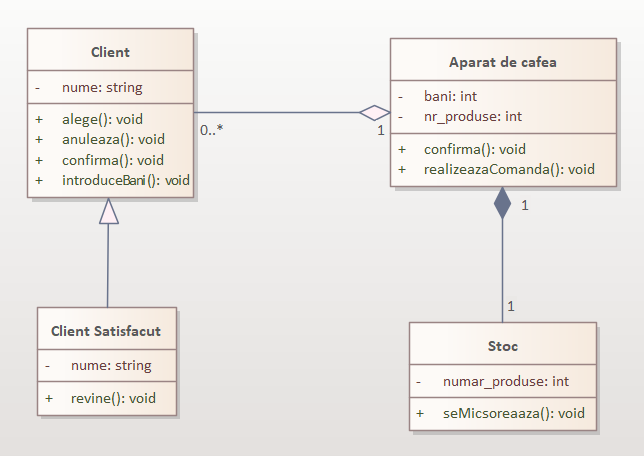 Client
- nume: string
+ alege(): void
+ anuleaza(): void
+ confirma(): void
+ introduceBani(): void
0..*
1
Aparat de cafea
- bani: int
- nr_produse: int
+ confirma(): void
+ realizeazaComanda(): void
1
1
Client Satisfacut
- nume: string
+ revine(): void
Stoc
- numar_produse: int
+ seMicsoreaaza(): void